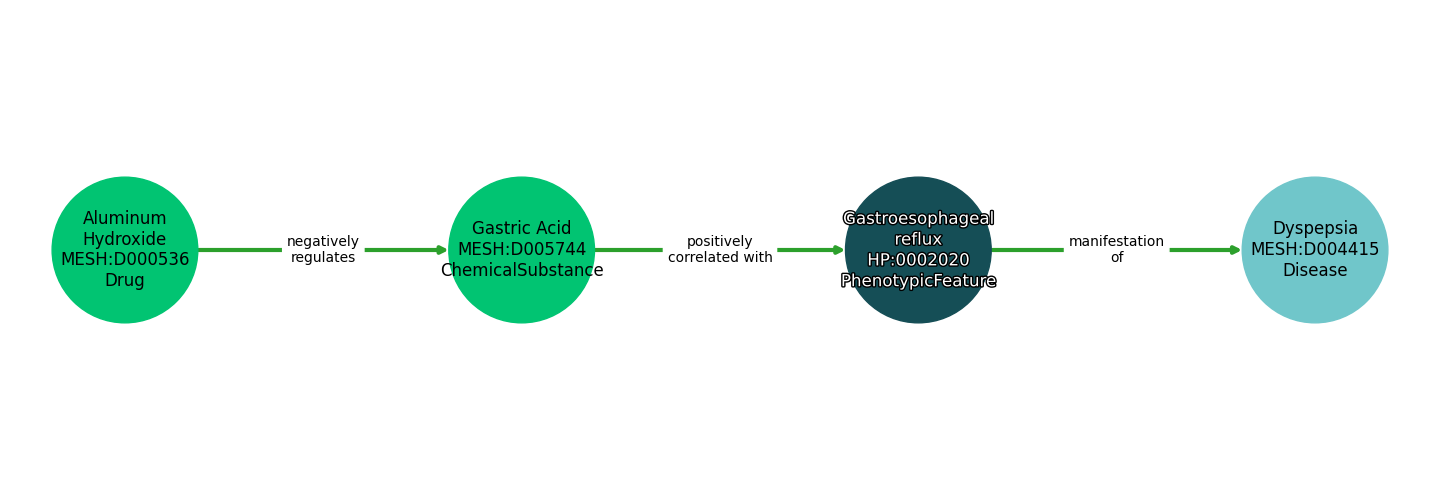 Aluminum
Hydroxide
MESH:D000536
Drug
negatively
regulates
Gastric Acid
MESH:D005744
ChemicalSubstance
positively
correlated with
Gastroesophageal
reflux
HP:0002020
PhenotypicFeature
manifestation
of
Dyspepsia
MESH:D004415
Disease